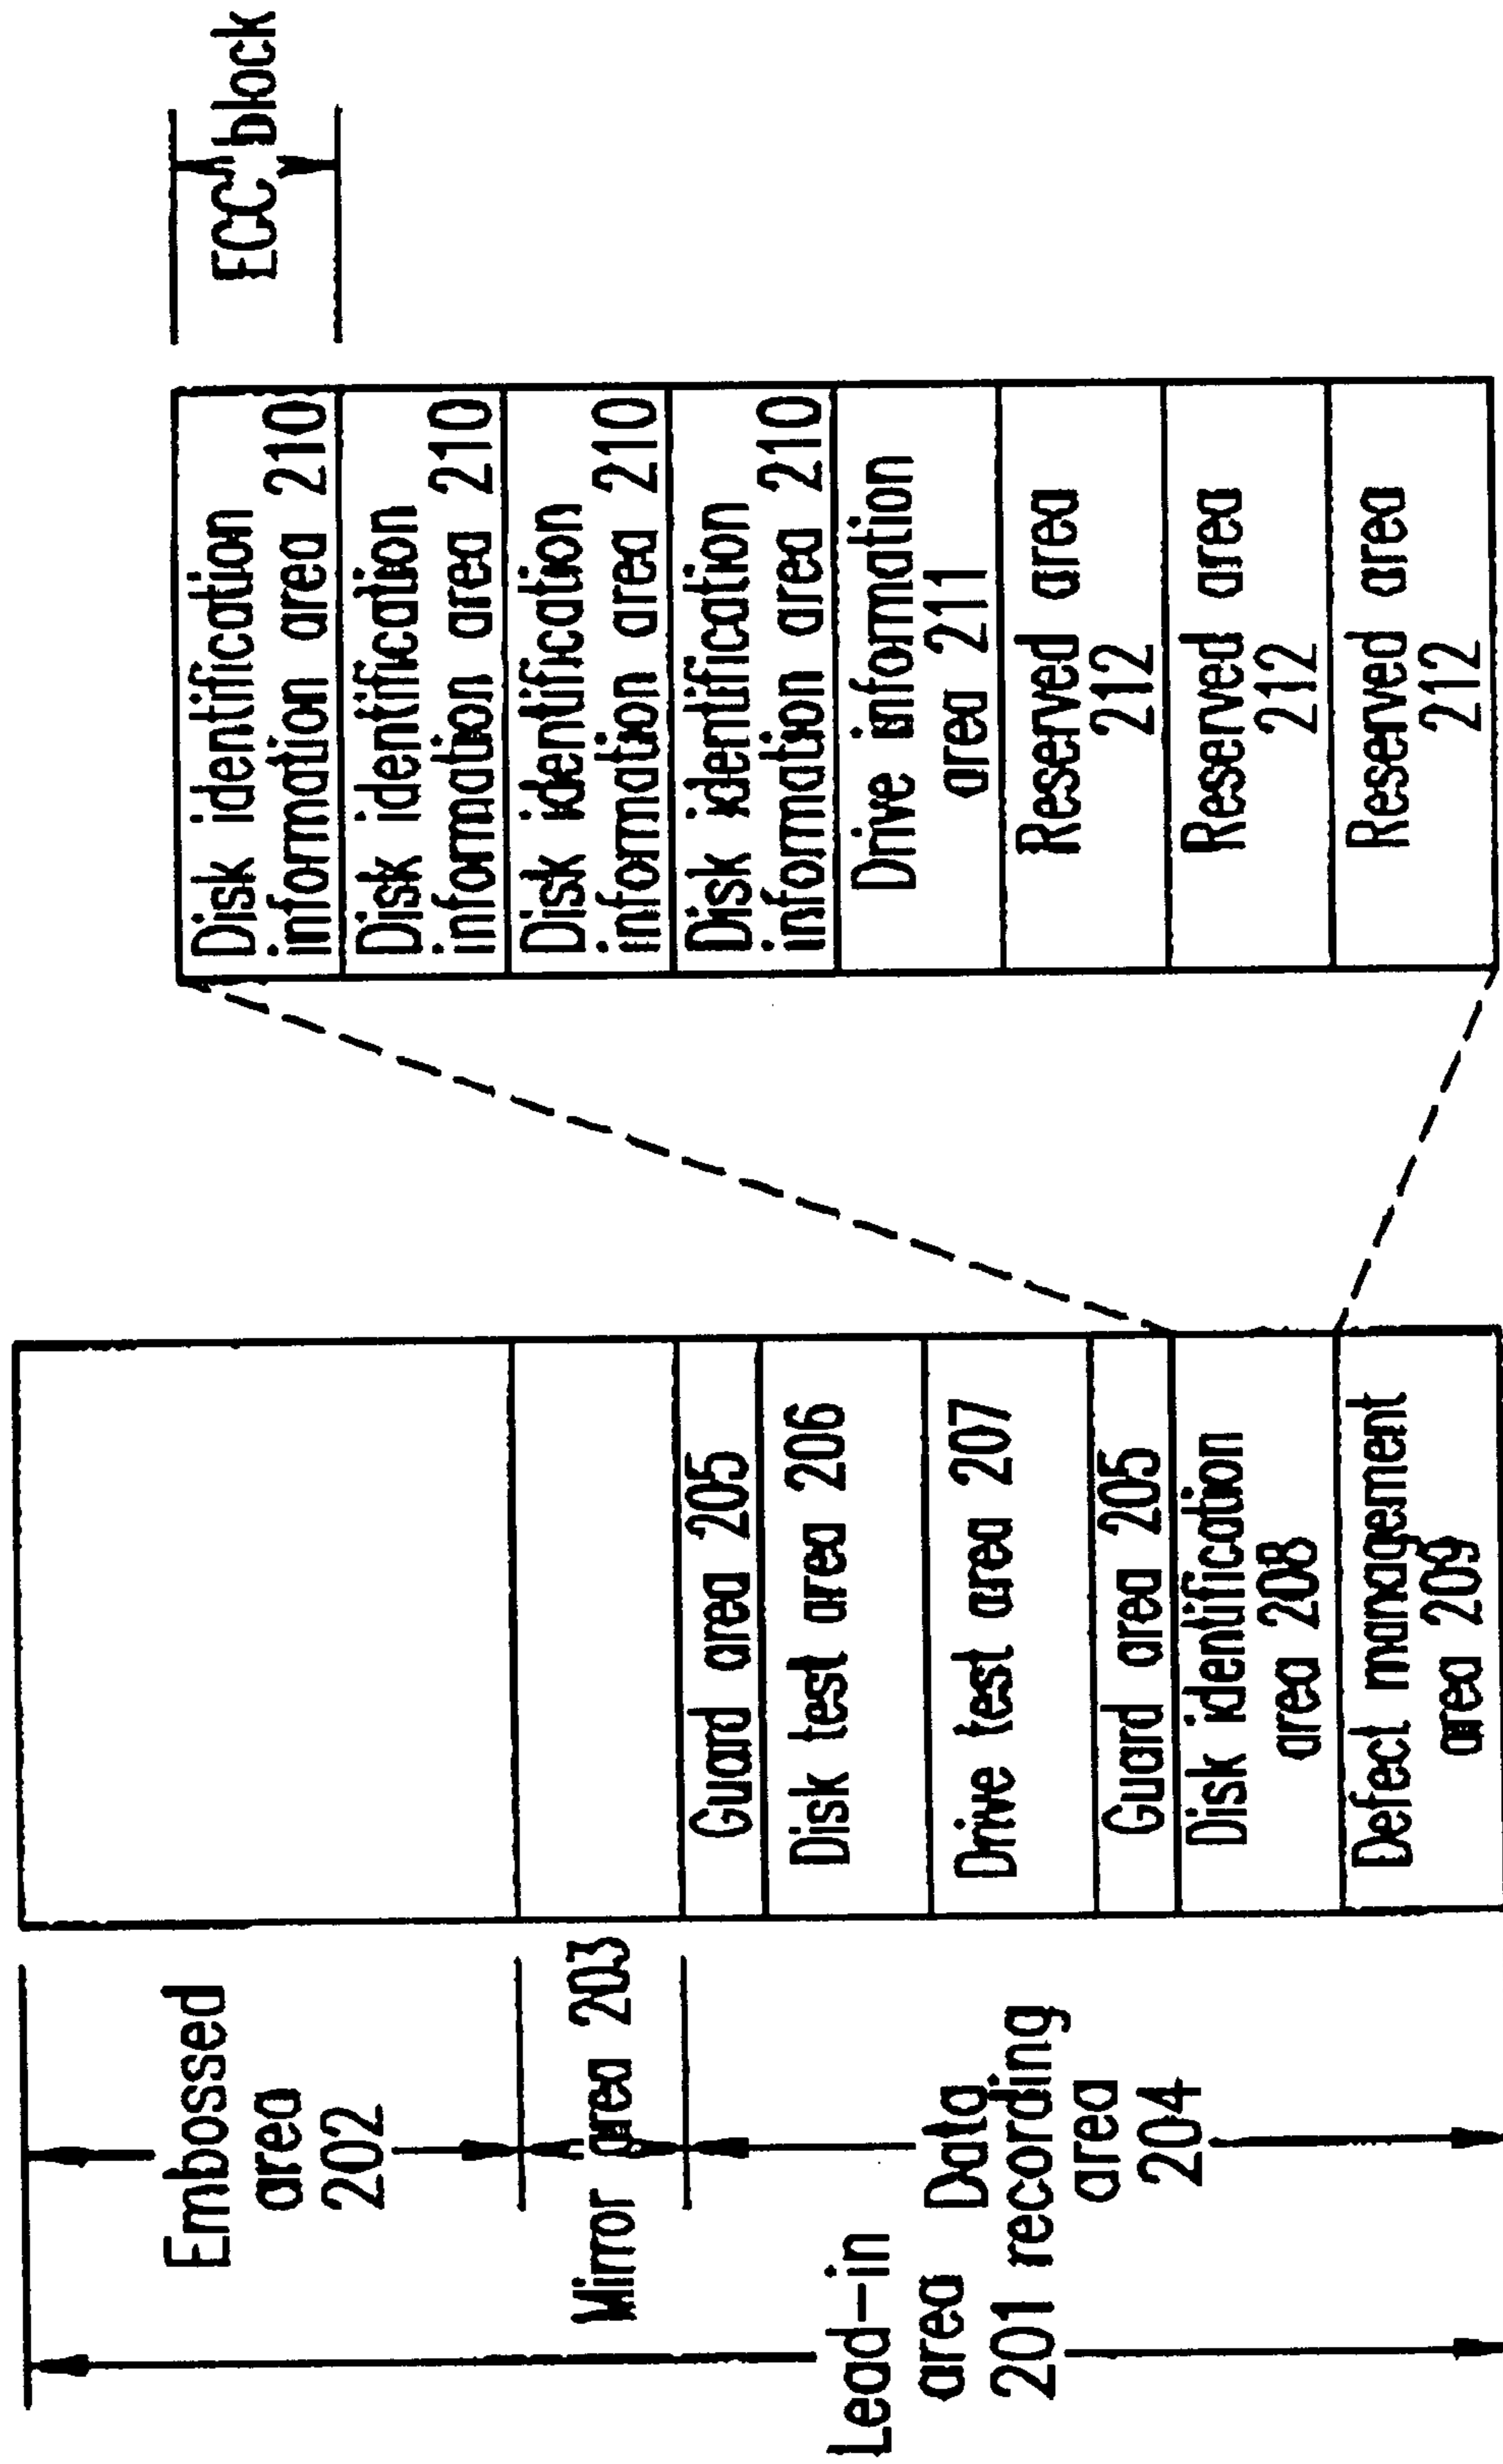 Embossed
area
202
Mirror area 203
Lead-in
area
201
Data
recording
area
204
Guard area 205
Disk test area 206
Drive test area 207
Guard area 205
Disk identification
area 208
Defect management
area 209
Disk identification
information area 210
Disk identification
information area 210
Disk identification
information area 210
Disk identification
information area 210
Drive information
area 211
Reserved area
212
Reserved area
212
Reserved area
212
ECC block